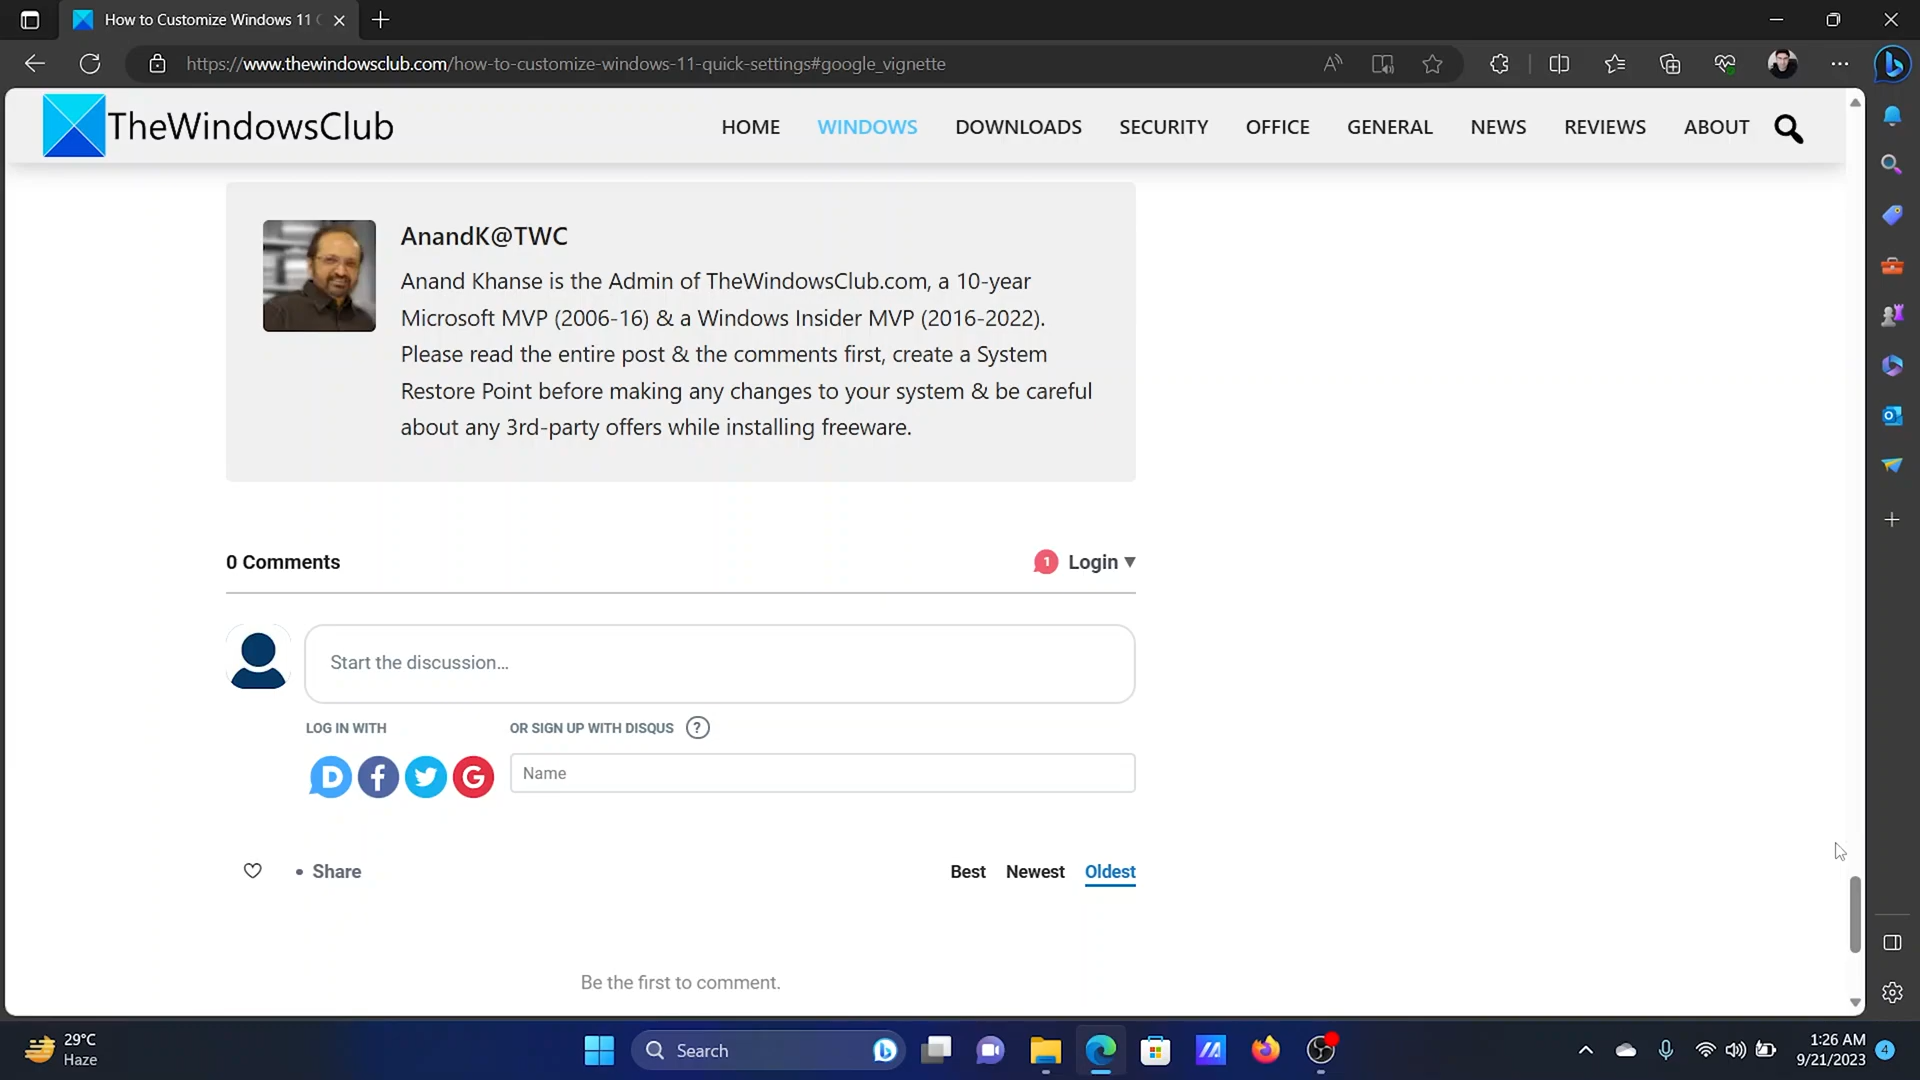 How to Customize Windows 11
https://www.thewindowsclub.com/how-to-customize-windows-11-quick-settings#google_vignette
TheWindowsClub
HOME WINDOWS DOWNLOADS SECURITY OFFICE GENERAL NEWS REVIEWS ABOUT
AnandK@TWC
Anand Khanse is the Admin of TheWindowsClub.com, a 10-year
Microsoft MVP (2006-16) & a Windows Insider MVP (2016-2022).
Please read the entire post & the comments first, create a System
Restore Point before making any changes to your system & be careful
about any 3rd-party offers while installing freeware.
0 Comments
1 Login
Start the discussion...
LOG IN WITH
OR SIGN UP WITH DISQUS ?
D f G
Name
Share
Best Newest Oldest
Be the first to comment.
29°C
Haze
Search
1:26 AM
9/21/2023
4